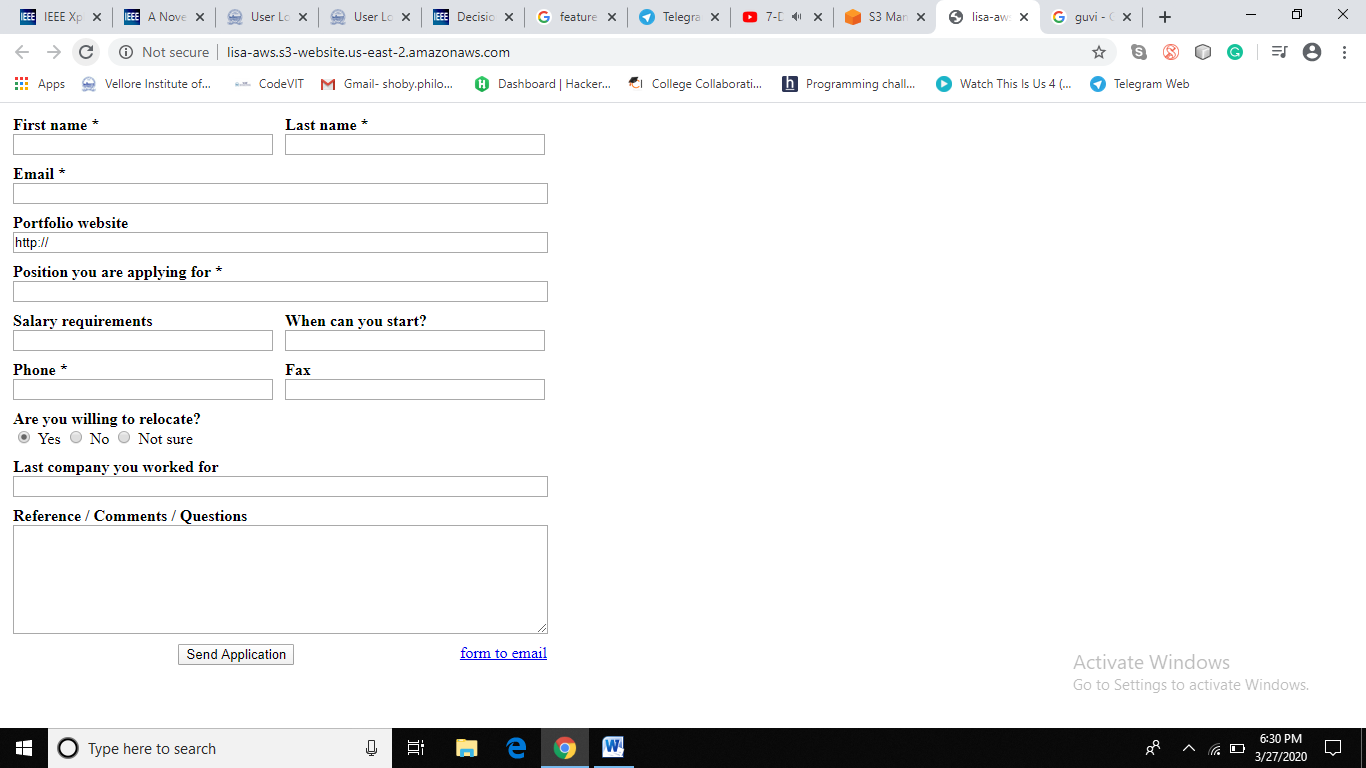 IEEE IEEE Xpl
IEEE A Nove
User Lo
User Lo
IEEE Decisio
feature
Telegra
7-D
S3 Man
lisa-aws
guvi - G
Not secure | lisa-aws.s3-website.us-east-2.amazonaws.com
Apps Vellore Institute of... CodeVIT Gmail- shoby.philo... Dashboard | Hacker... College Collaborati... Programming chall... Watch This Is Us 4 (... Telegram Web
First name * Last name *
Email *
Portfolio website
http://
Position you are applying for *
Salary requirements When can you start?
Phone * Fax
Are you willing to relocate?
Yes No Not sure
Last company you worked for
Reference / Comments / Questions
Send Application form to email
Activate Windows
Go to Settings to activate Windows.
Type here to search
6:30 PM
3/27/2020